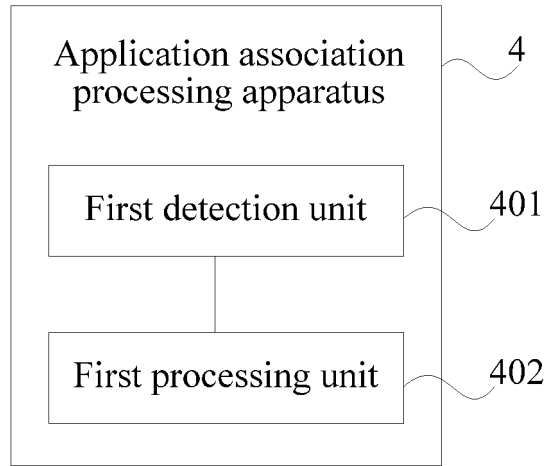 Application association
processing apparatus
4
First detection unit
401
First processing unit
402